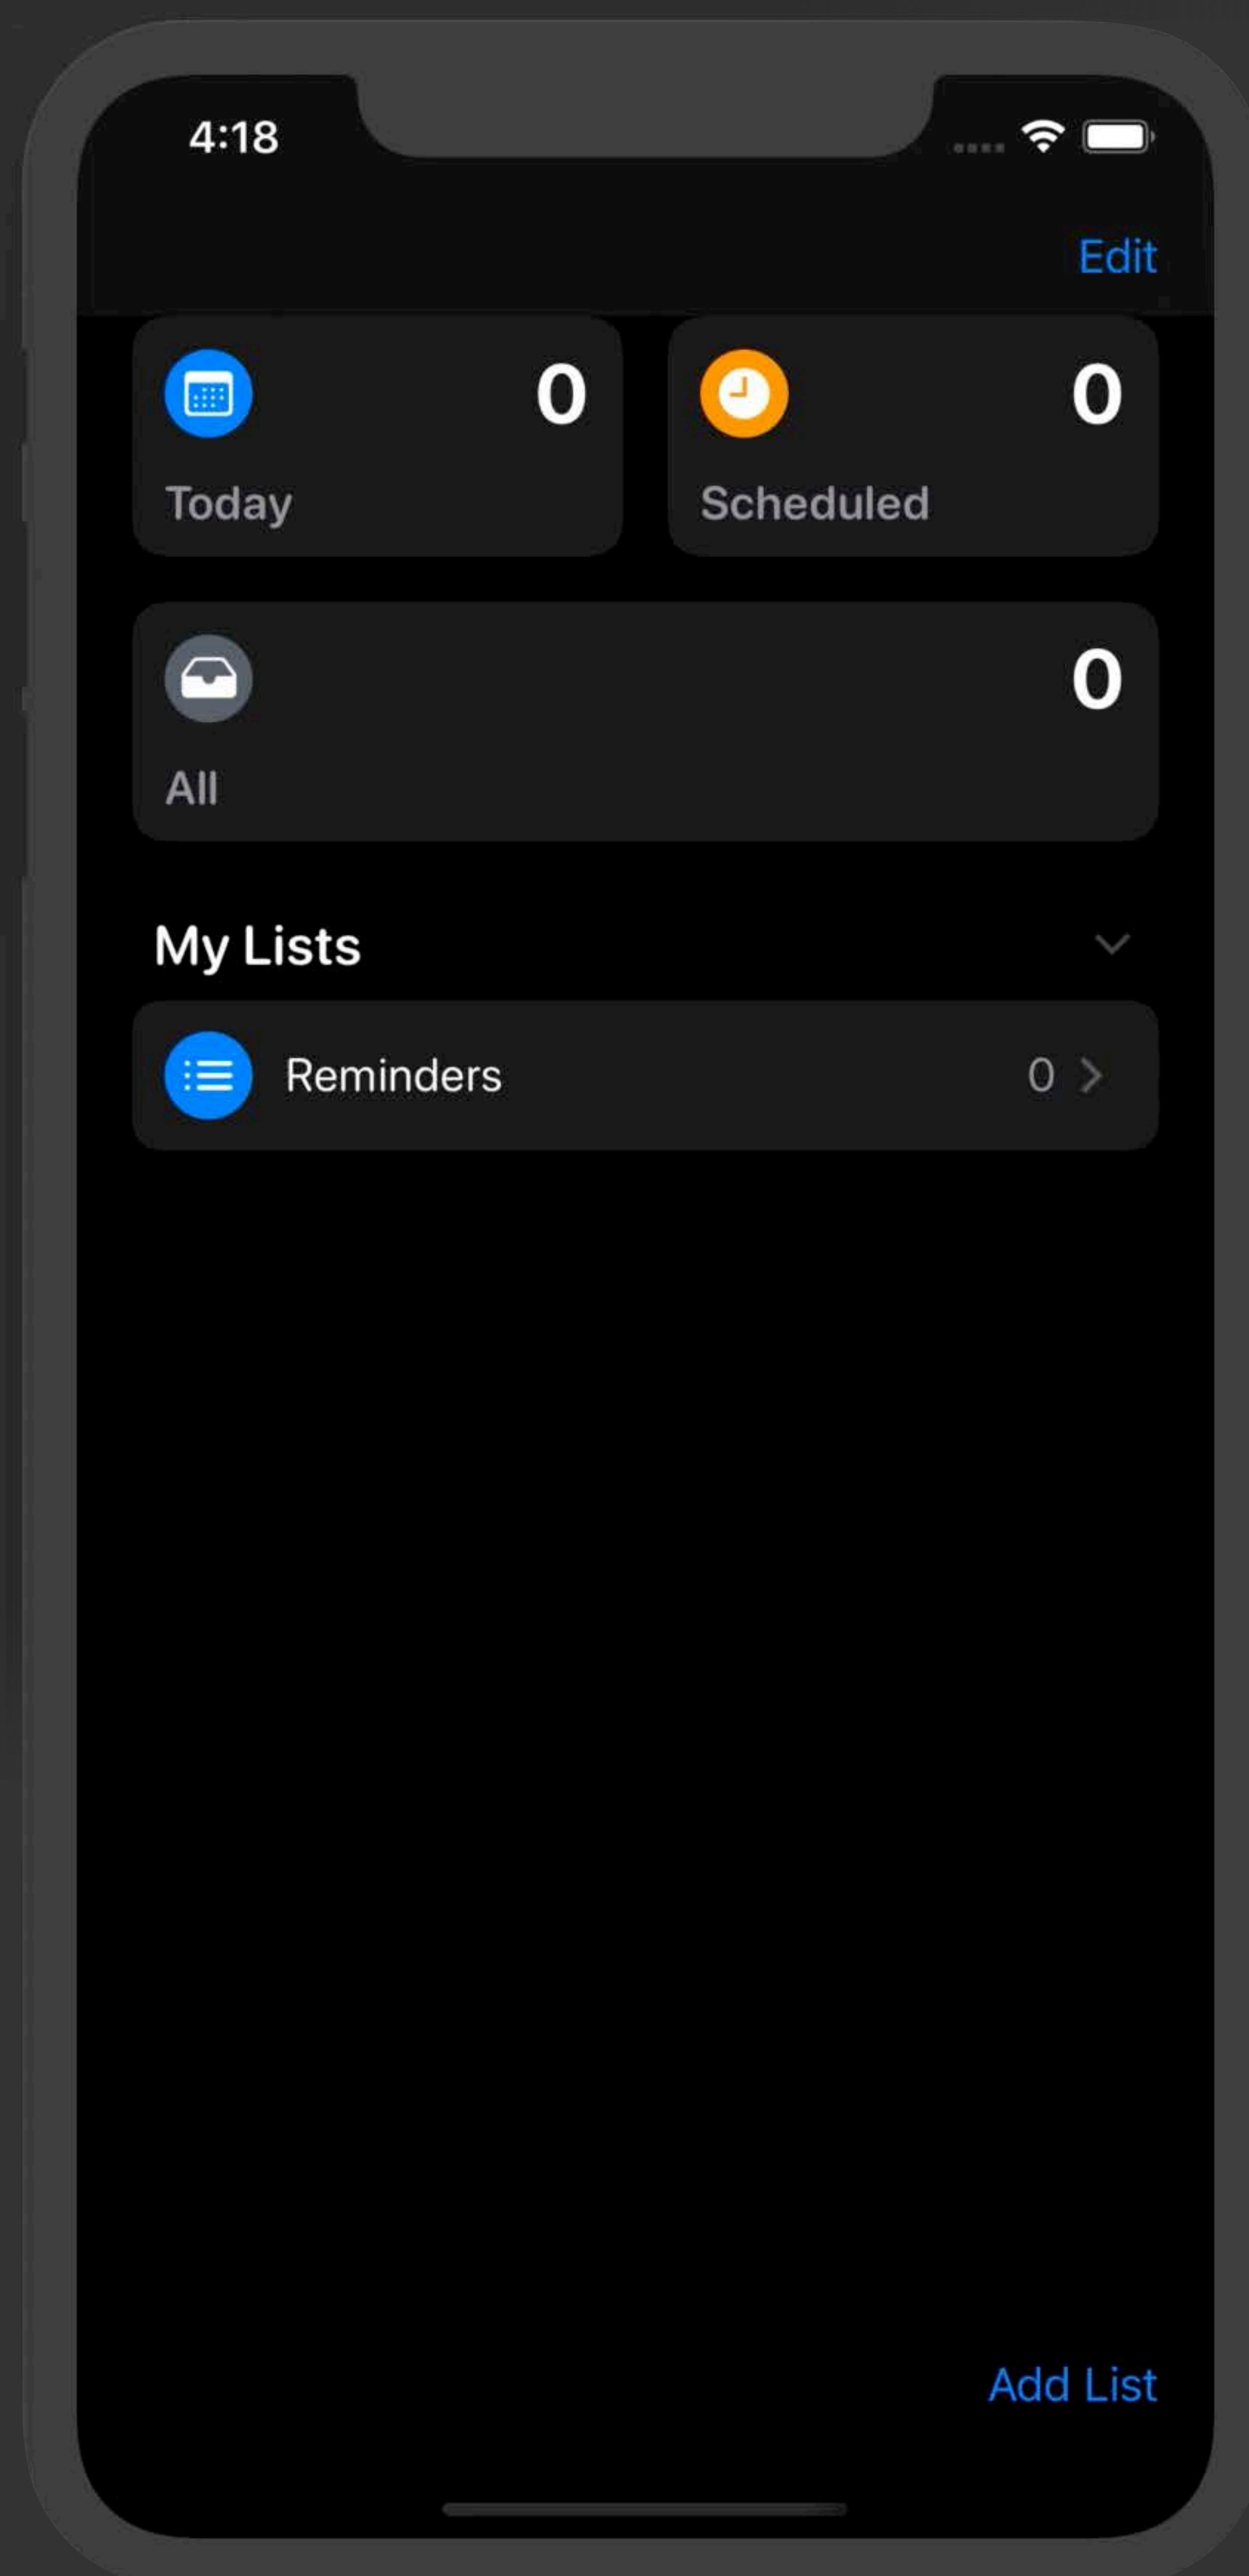 4:18
Edit
0
0
Today
Scheduled
0
All
My Lists
Reminders 0
Add List